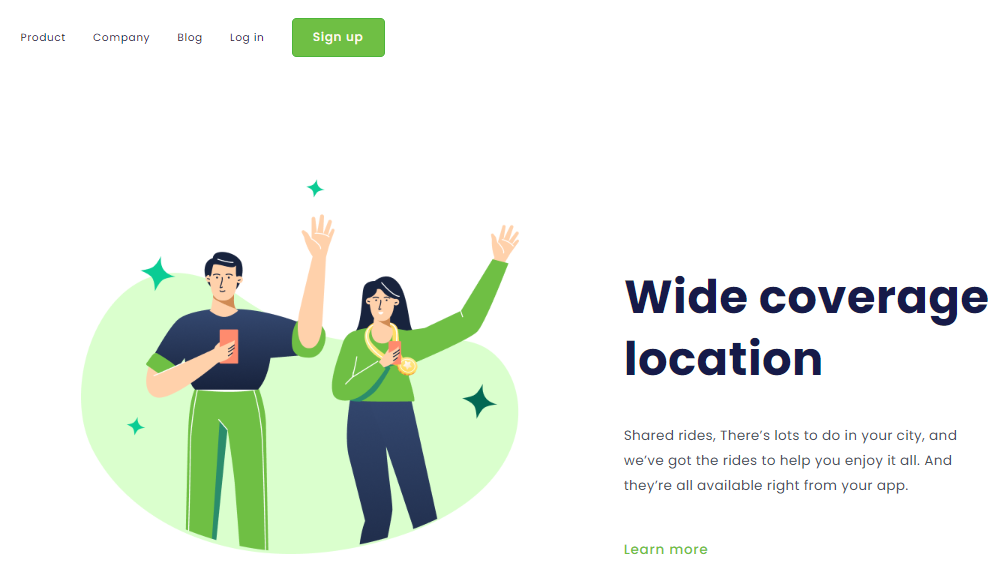 Product Company Blog Log in Sign up
Wide coverage
location
Shared rides, There’s lots to do in your city, and
we’ve got the rides to help you enjoy it all. And
they’re all available right from your app.
Learn more